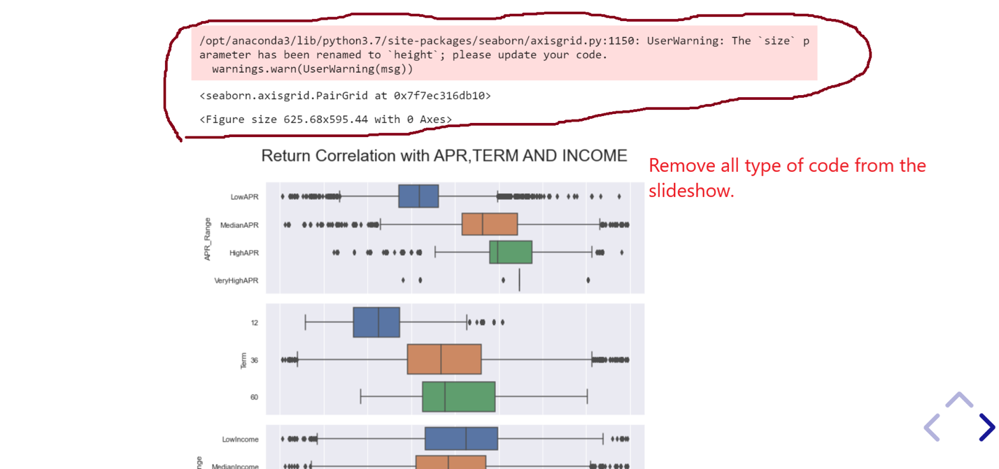 /opt/anaconda3/lib/python3.7/site-packages/seaborn/axisgrid.py:1150: UserWarning: The `size` p
arameter has been renamed to `height`; please update your code.
warnings.warn(UserWarning(msg))
<seaborn.axisgrid.PairGrid at 0x7f7ec316db10>
<Figure size 625.68x595.44 with 0 Axes>
Return Correlation with APR,TERM AND INCOME
Remove all type of code from the
slideshow.
APR_Range
LowAPR
MedianAPR
HighAPR
VeryHighAPR
Term
12
36
60
LowIncome
MedianIncome